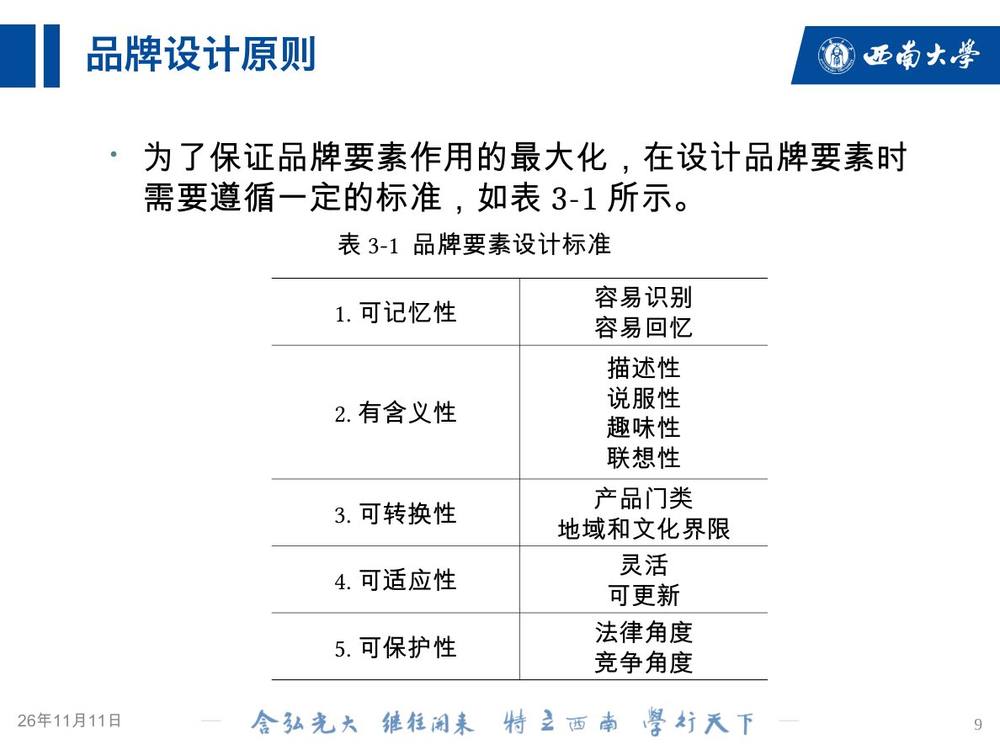 品牌设计原则
西南大学
• 为了保证品牌要素作用的最大化，在设计品牌要素时
需要遵循一定的标准，如表 3-1 所示。
表 3-1 品牌要素设计标准
1. 可记忆性
容易识别
容易回忆
2. 有含义性
描述性
说服性
趣味性
联想性
3. 可转换性
产品门类
地域和文化界限
4. 可适应性
灵活
可更新
5. 可保护性
法律角度
竞争角度
26年11月11日
含弘光大 继往开来 特立西南 學行天下
9